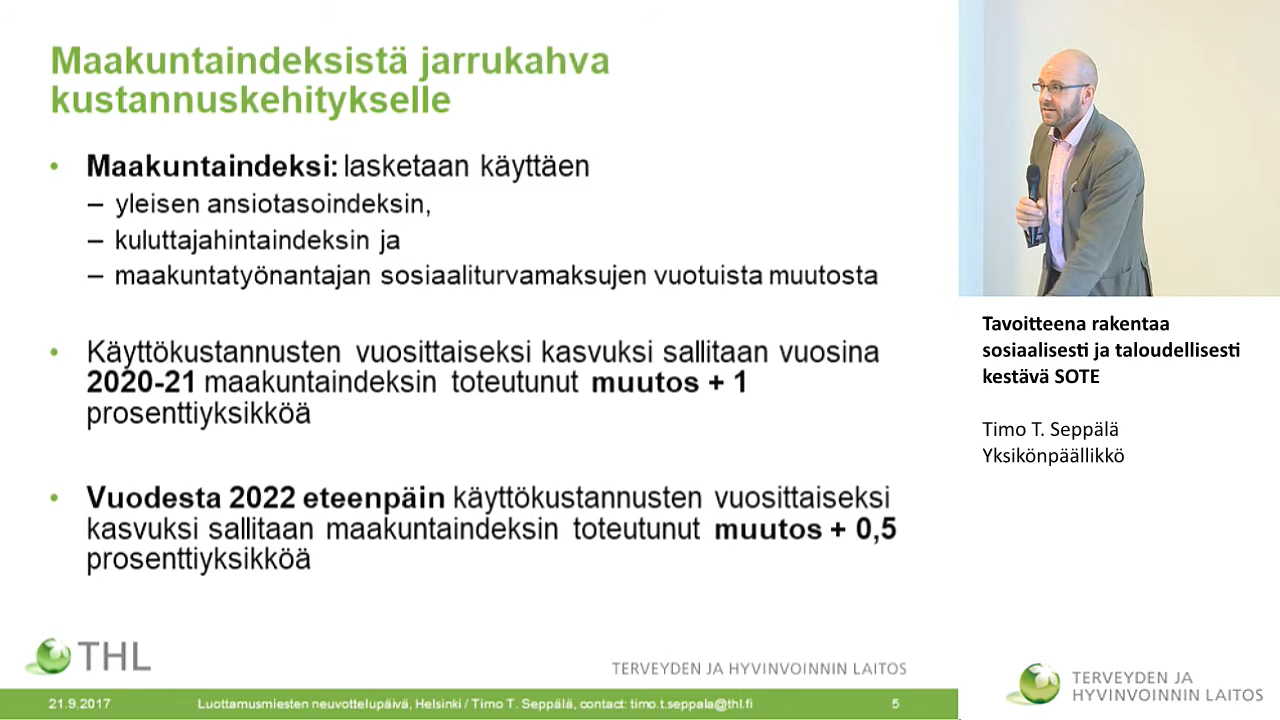 Maakuntaindeksistä jarrukahva
kustannuskehitykselle
• Maakuntaindeksi: lasketaan käyttäen
– yleisen ansiotasoindeksin,
– kuluttajahintaindeksin ja
– maakuntatyönantajan sosiaaliturvamaksujen vuotuista muutosta
• Käyttökustannusten vuosittaiseksi kasvuksi sallitaan vuosina
2020-21 maakuntaindeksin toteutunut muutos + 1
prosenttiyksikköä
• Vuodesta 2022 eteenpäin käyttökustannusten vuosittaiseksi
kasvuksi sallitaan maakuntaindeksin toteutunut muutos + 0,5
prosenttiyksikköä
THL
TERVEYDEN JA HYVINVOINNIN LAITOS
21.9.2017 Luottamusmiesten neuvottelupäivä, Helsinki / Timo T. Seppälä, contact: timo.t.seppala@thl.fi 5
Tavoitteena rakentaa
sosiaalisesti ja taloudellisesti
kestävä SOTE
Timo T. Seppälä
Yksikönpäällikkö
TERVEYDEN JA
HYVINVOINNIN LAITOS